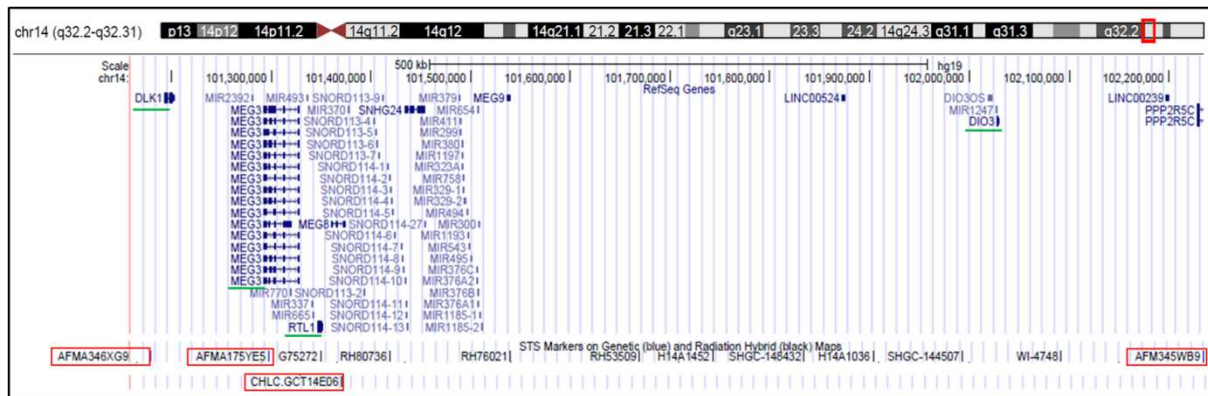 chr14 (q32.2-q32.31) p13 14p12 14p11.2 14q11.2 14q12 14q21.1 21.2 21.3 22.1 q23.1 23.3 24.2 14q24.3 q31.1 q31.3 q32.2
Scale 500 kb hg19
chr14: 101,300,000 101,400,000 101,500,000 101,600,000 101,700,000 101,800,000 101,900,000 102,000,000 102,100,000 102,200,000
RefSeq Genes
DLK1 MIR2392 MIR493 SNORD113-9 MIR379 MEG9 LINC00524 DIO3OS LINC00239
MEG3 MIR370 SNHG24 MIR654 MIR1247 PPP2R5C
MEG3 SNORD113-4 MIR411 DIO3 PPP2R5C
MEG3 SNORD113-5 MIR299
MEG3 SNORD113-6 MIR380
MEG3 SNORD113-7 MIR1197
MEG3 SNORD114-1 MIR323A
MEG3 SNORD114-2 MIR758
MEG3 SNORD114-3 MIR329-1
MEG3 SNORD114-4 MIR329-2
MEG3 SNORD114-5 MIR494
MEG3 MEG8 SNORD114-27 MIR300
MEG3 SNORD114-6 MIR1193
MEG3 SNORD114-7 MIR543
MEG3 SNORD114-8 MIR495
MEG3 SNORD114-9 MIR376C
MEG3 SNORD114-10 MIR376A2
MIR770 SNORD113-2 MIR376B
MIR337 SNORD114-11 MIR376A1
MIR665 SNORD114-12 MIR1185-1
RTL1 SNORD114-13 MIR1185-2
STS Markers on Genetic (blue) and Radiation Hybrid (black) Maps
AFMA346XG9 AFMA175YE5 G75272 RH80736 RH76021 RH53509 H14A1452 SHGC-148432 H14A1036 SHGC-144507 WI-4748 AFM345WB9
CHLC.GCT14E06